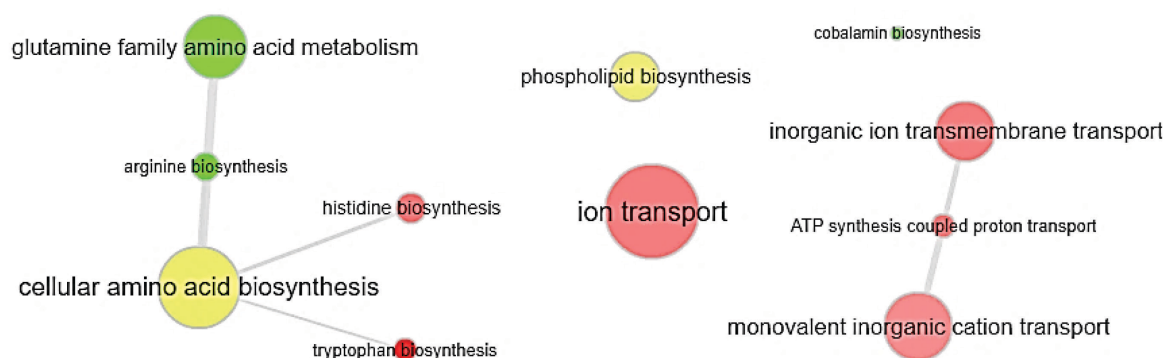 glutamine family amino acid metabolism
arginine biosynthesis
histidine biosynthesis
cellular amino acid biosynthesis
tryptophan biosynthesis
phospholipid biosynthesis
ion transport
cobalamin biosynthesis
inorganic ion transmembrane transport
ATP synthesis coupled proton transport
monovalent inorganic cation transport